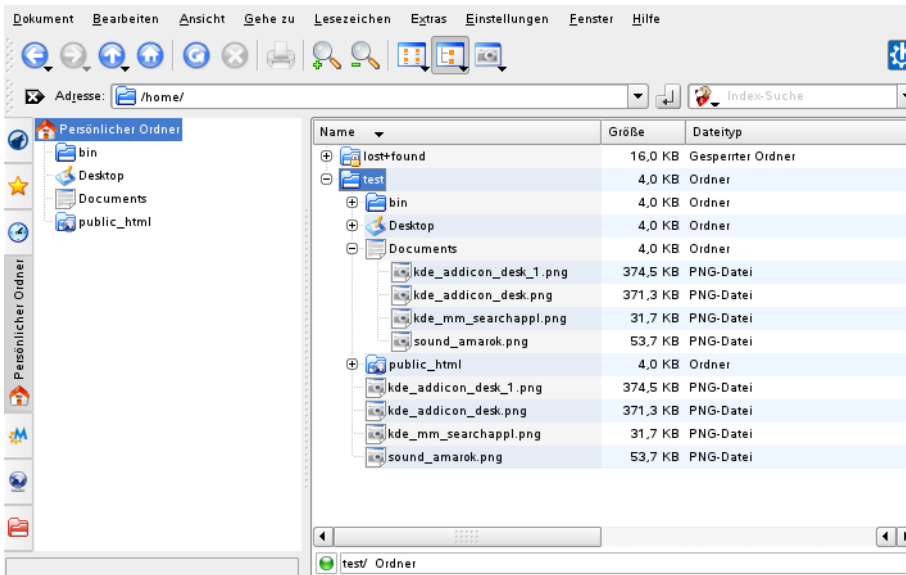 Dokument Bearbeiten Ansicht Gehe zu Lesezeichen Extras Einstellungen Fenster Hilfe
Adresse: /home/ Index-Suche
Persönlicher Ordner
bin
Desktop
Documents
public_html
Persönlicher Ordner
Name Größe Dateityp
lost+found 16,0 KB Gesperrter Ordner
test 4,0 KB Ordner
bin 4,0 KB Ordner
Desktop 4,0 KB Ordner
Documents 4,0 KB Ordner
kde_addicon_desk_1.png 374,5 KB PNG-Datei
kde_addicon_desk.png 371,3 KB PNG-Datei
kde_mm_searchappl.png 31,7 KB PNG-Datei
sound_amarok.png 53,7 KB PNG-Datei
public_html 4,0 KB Ordner
kde_addicon_desk_1.png 374,5 KB PNG-Datei
kde_addicon_desk.png 371,3 KB PNG-Datei
kde_mm_searchappl.png 31,7 KB PNG-Datei
sound_amarok.png 53,7 KB PNG-Datei
test/ Ordner